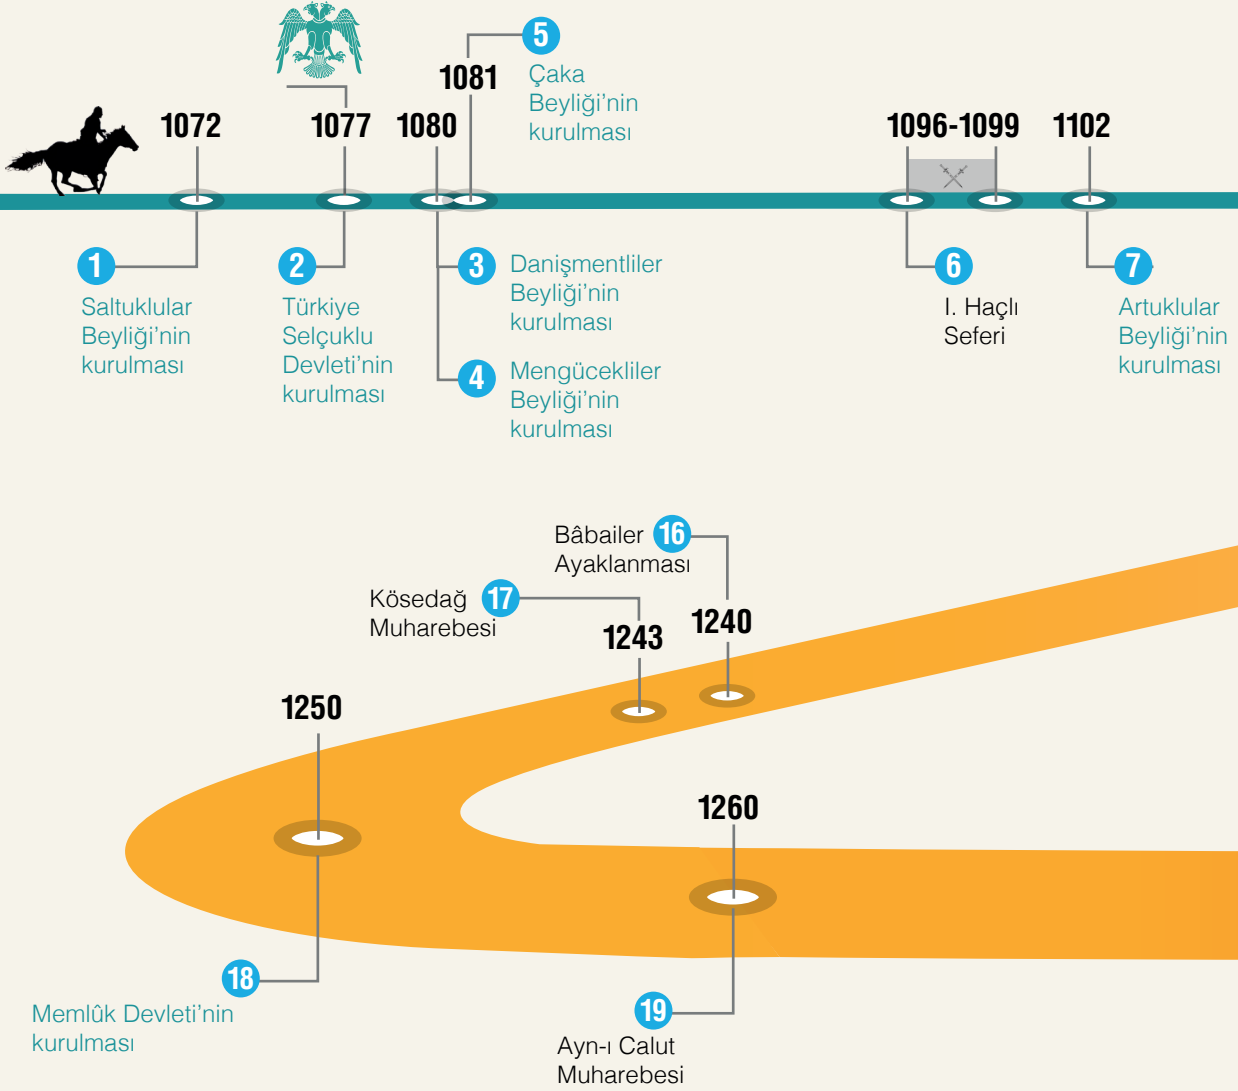 5
1081
Çaka
Beyliği’nin
kurulması
1072
1077
1080
1096-1099
1102
1
Saltuklular
Beyliği’nin
kurulması
2
Türkiye
Selçuklu
Devleti’nin
kurulması
3
Danişmentliler
Beyliği’nin
kurulması
4
Mengücekliler
Beyliği’nin
kurulması
6
I. Haçlı
Seferi
7
Artuklular
Beyliği’nin
kurulması
Bâbailer 16
Ayaklanması
Kösedağ 17
Muharebesi
1243
1240
1250
1260
18
Memlûk Devleti’nin
kurulması
19
Ayn-ı Calut
Muharebesi